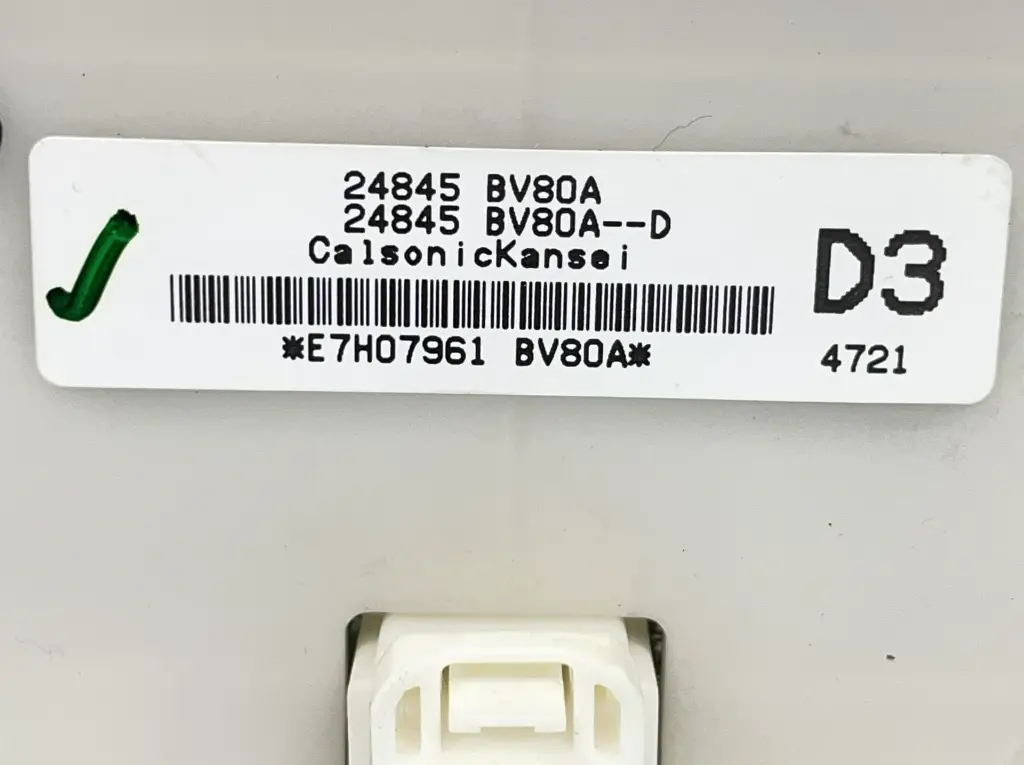 24845 BV80A
24845 BV80A--D
CalsonicKansei
D3
*E7H07961 BV80A*
4721